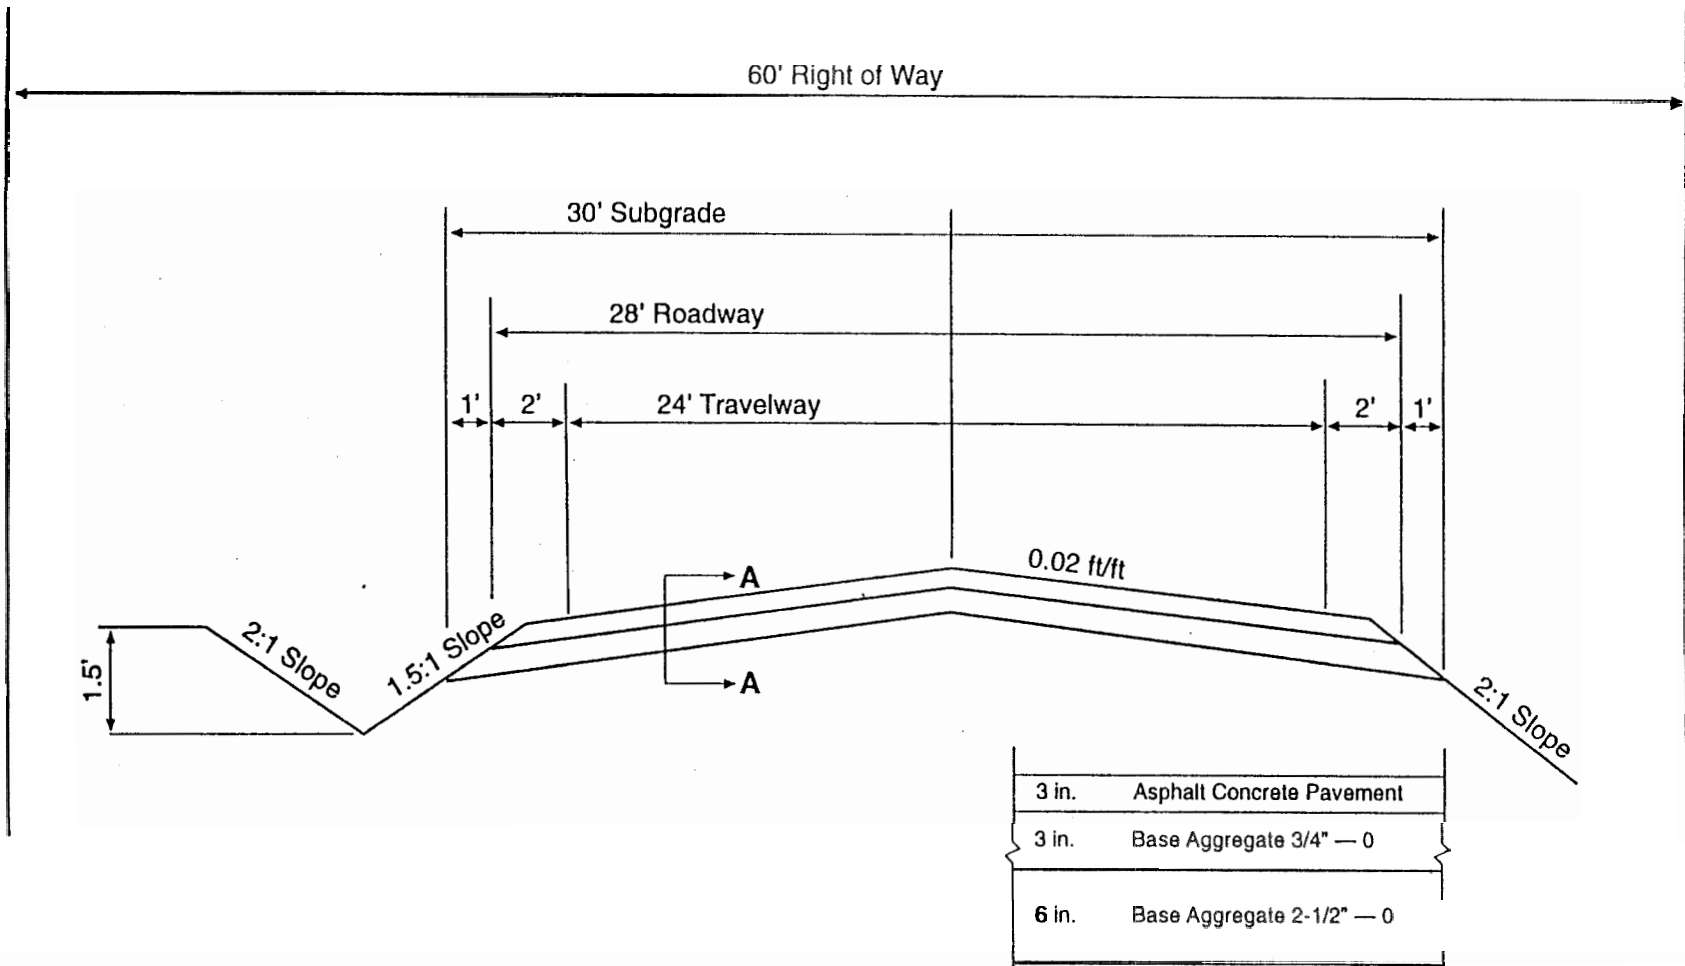 60' Right of Way
30' Subgrade
28' Roadway
1' 2' 24' Travelway 2' 1'
0.02 ft/ft
A
2:1 Slope
1.5:1 Slope
1.5'
A
2:1 Slope
3 in. Asphalt Concrete Pavement
3 in. Base Aggregate 3/4" — 0
6 in. Base Aggregate 2-1/2" — 0